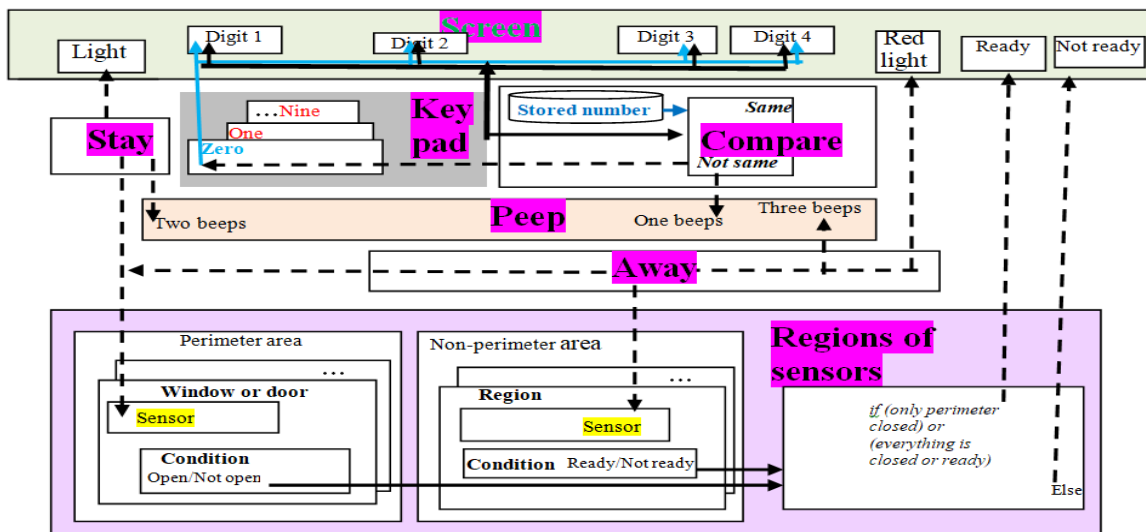 Screen
Light
Digit 1
Digit 2
Digit 3
Digit 4
Red
light
Ready
Not ready
Stay
…Nine
One
Zero
Key
pad
Stored number
Same
Compare
Not same
Two beeps
Peep
One beeps
Three beeps
Away
Perimeter area
…
Window or door
Sensor
Condition
Open/Not open
Non-perimeter area
…
Region
Sensor
Condition Ready/Not ready
Regions of
sensors
if (only perimeter
closed) or
(everything is
closed or ready)
Else